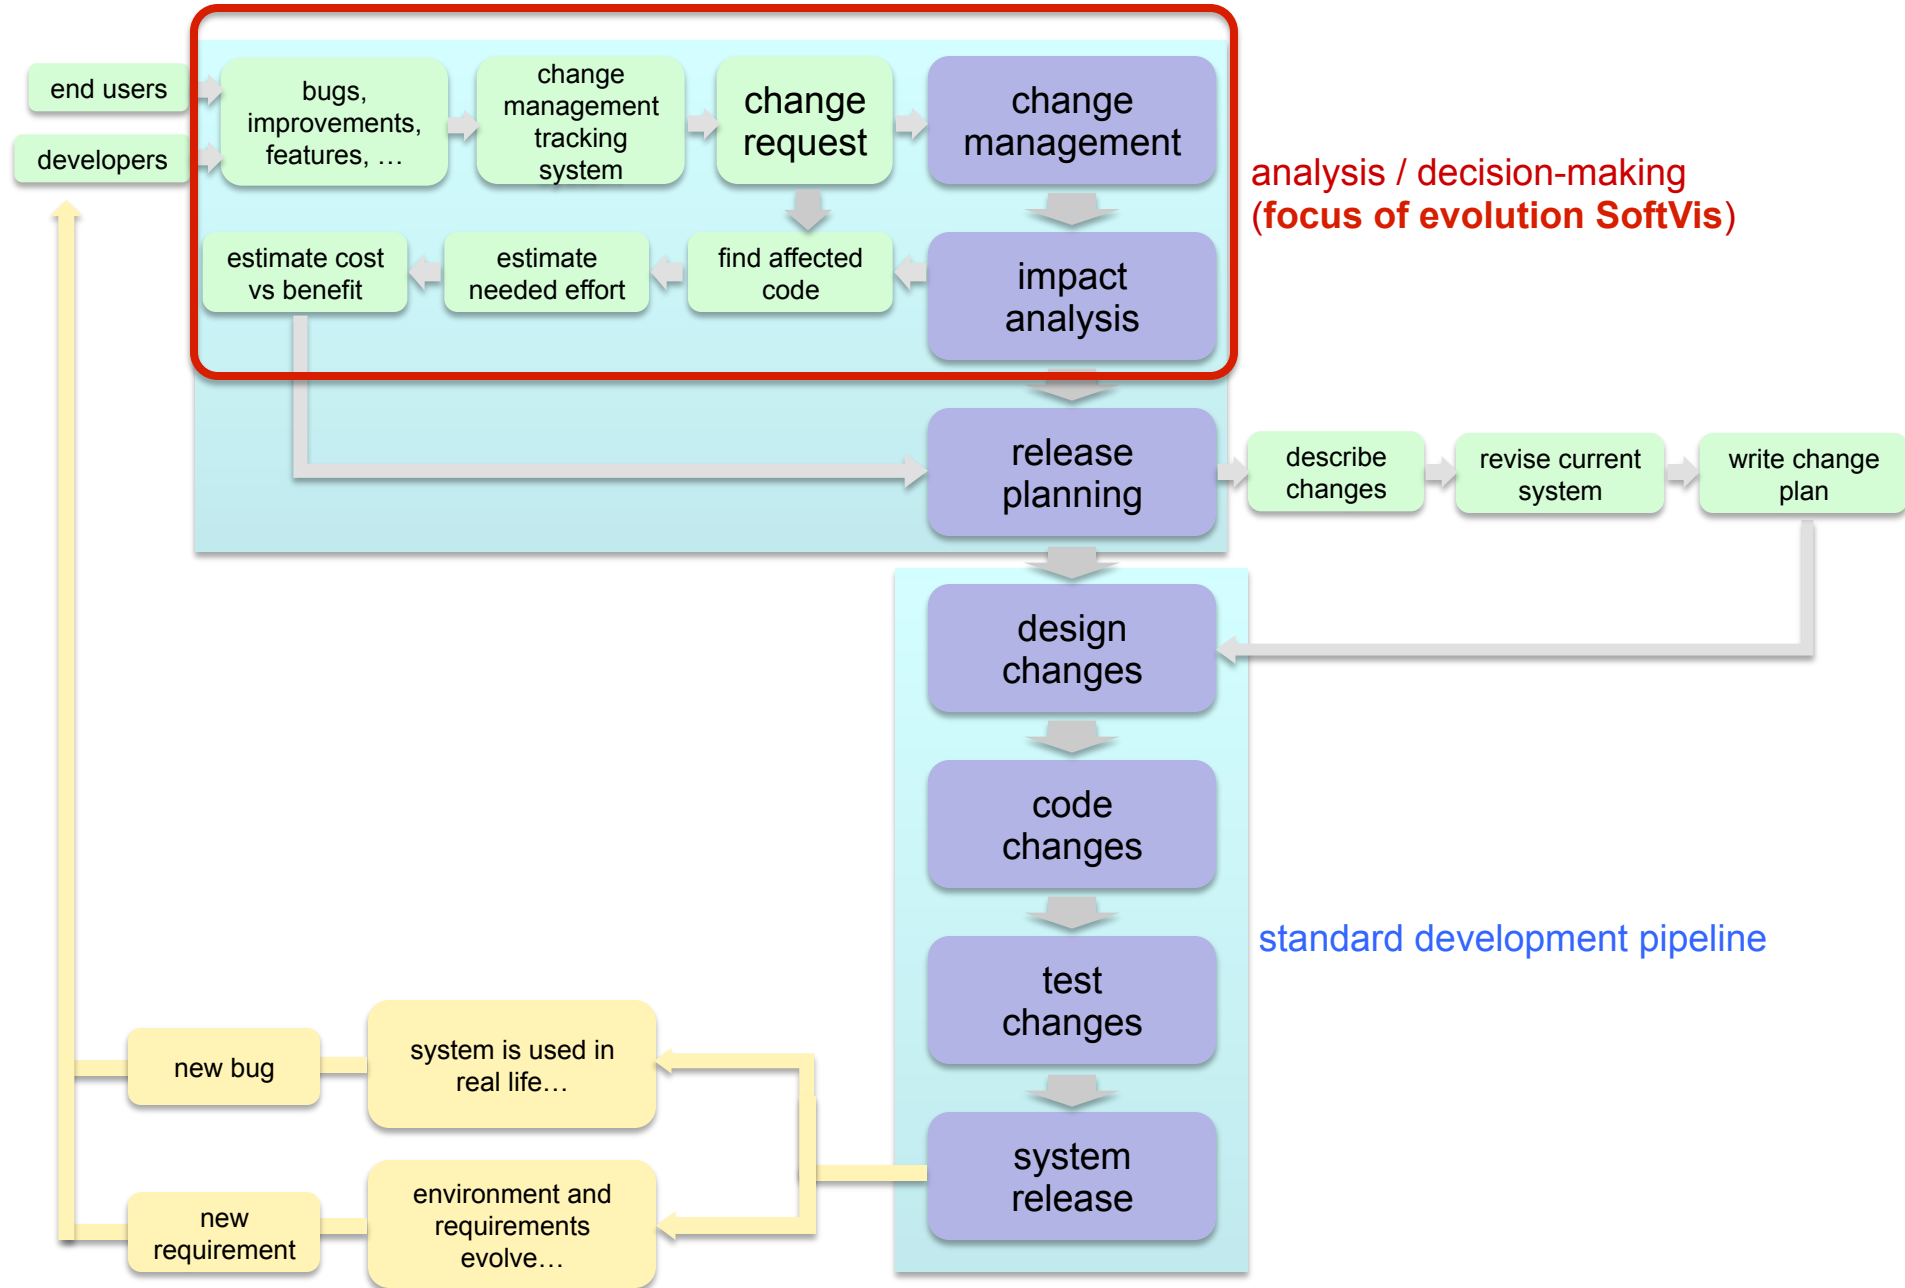 end users
developers
bugs,
improvements,
features, …
change
management
tracking
system
change
request
change
management
analysis / decision-making
(focus of evolution SoftVis)
estimate cost
vs benefit
estimate
needed effort
find affected
code
impact
analysis
release
planning
describe
changes
revise current
system
write change
plan
design
changes
code
changes
standard development pipeline
test
changes
new bug
system is used in
real life…
system
release
new
requirement
environment and
requirements
evolve…